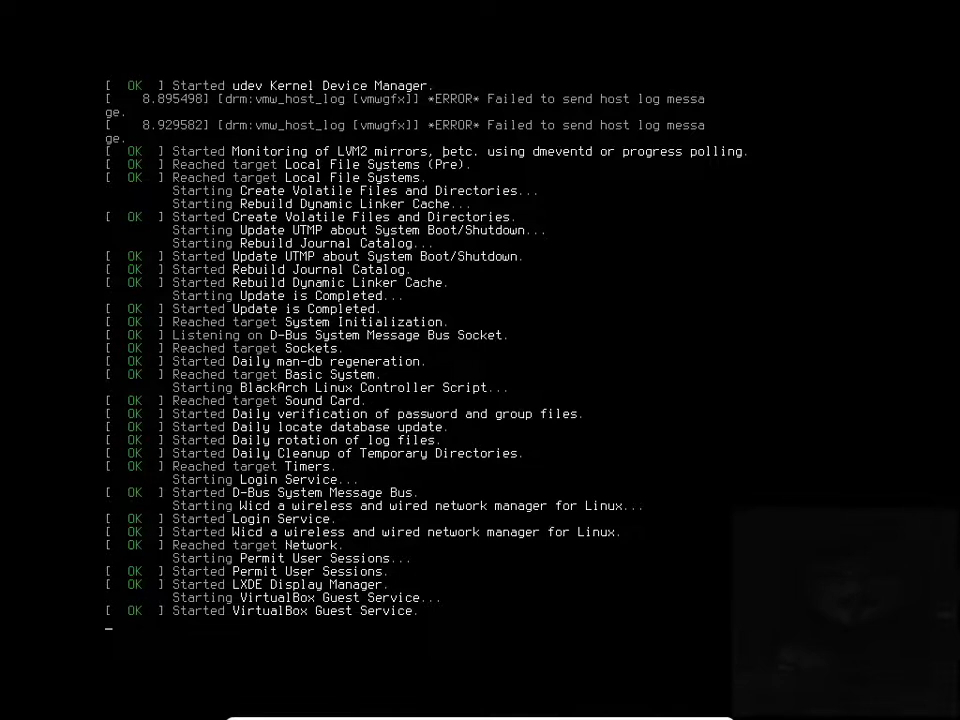 [  OK  ] Started udev Kernel Device Manager.
[    8.895498] [drm:vmw_host_log [vmwgfx]] *ERROR* Failed to send host log messa
ge.
[    8.929582] [drm:vmw_host_log [vmwgfx]] *ERROR* Failed to send host log messa
ge.
[  OK  ] Started Monitoring of LVM2 mirrors, þetc. using dmeventd or progress polling.
[  OK  ] Reached target Local File Systems (Pre).
[  OK  ] Reached target Local File Systems.
Starting Create Volatile Files and Directories...
Starting Rebuild Dynamic Linker Cache...
[  OK  ] Started Create Volatile Files and Directories.
Starting Update UTMP about System Boot/Shutdown...
Starting Rebuild Journal Catalog...
[  OK  ] Started Update UTMP about System Boot/Shutdown.
[  OK  ] Started Rebuild Journal Catalog.
[  OK  ] Started Rebuild Dynamic Linker Cache.
Starting Update is Completed...
[  OK  ] Started Update is Completed.
[  OK  ] Reached target System Initialization.
[  OK  ] Listening on D-Bus System Message Bus Socket.
[  OK  ] Reached target Sockets.
[  OK  ] Started Daily man-db regeneration.
[  OK  ] Reached target Basic System.
Starting BlackArch Linux Controller Script...
[  OK  ] Reached target Sound Card.
[  OK  ] Started Daily verification of password and group files.
[  OK  ] Started Daily locate database update.
[  OK  ] Started Daily rotation of log files.
[  OK  ] Started Daily Cleanup of Temporary Directories.
[  OK  ] Reached target Timers.
Starting Login Service...
[  OK  ] Started D-Bus System Message Bus.
Starting Wicd a wireless and wired network manager for Linux...
[  OK  ] Started Login Service.
[  OK  ] Started Wicd a wireless and wired network manager for Linux.
[  OK  ] Reached target Network.
Starting Permit User Sessions...
[  OK  ] Started Permit User Sessions.
[  OK  ] Started LXDE Display Manager.
Starting VirtualBox Guest Service...
[  OK  ] Started VirtualBox Guest Service.
_